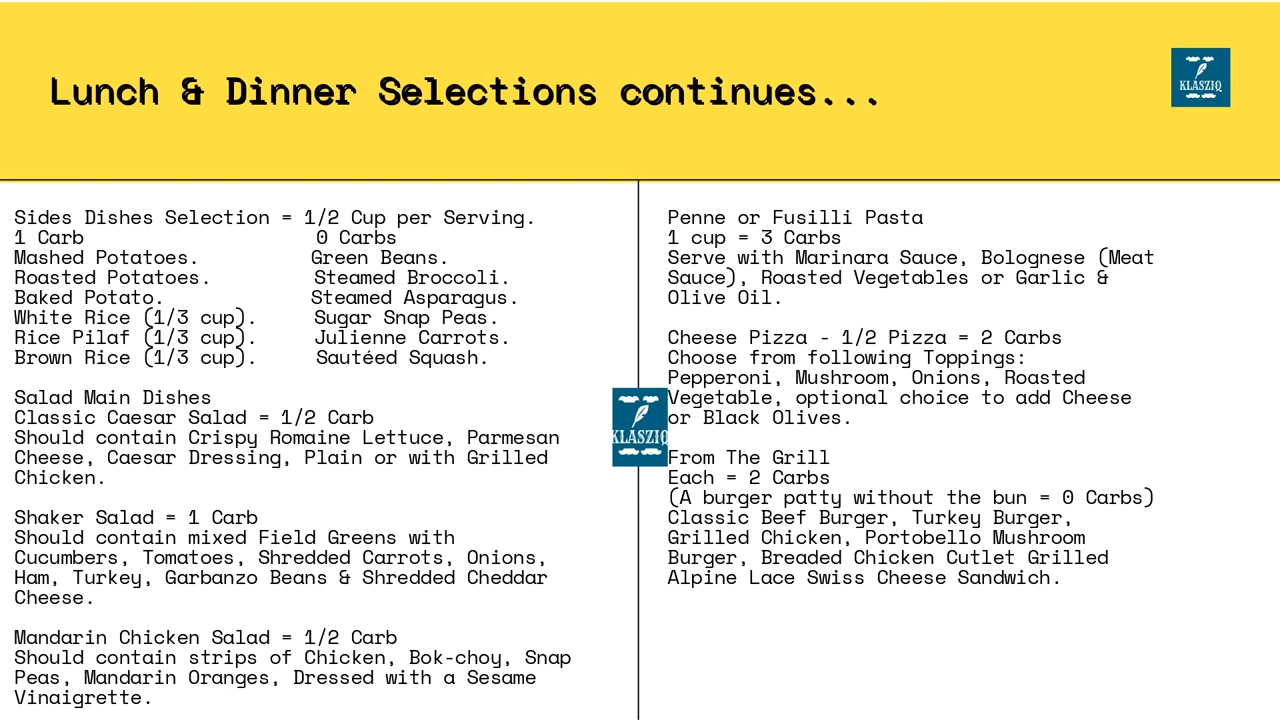 Lunch & Dinner Selections continues...
KLASZIQ
Sides Dishes Selection = 1/2 Cup per Serving.
1 Carb 0 Carbs
Mashed Potatoes. Green Beans.
Roasted Potatoes. Steamed Broccoli.
Baked Potato. Steamed Asparagus.
White Rice (1/3 cup). Sugar Snap Peas.
Rice Pilaf (1/3 cup). Julienne Carrots.
Brown Rice (1/3 cup). Sautéed Squash.
Salad Main Dishes
Classic Caesar Salad = 1/2 Carb
Should contain Crispy Romaine Lettuce, Parmesan
Cheese, Caesar Dressing, Plain or with Grilled
Chicken.
Shaker Salad = 1 Carb
Should contain mixed Field Greens with
Cucumbers, Tomatoes, Shredded Carrots, Onions,
Ham, Turkey, Garbanzo Beans & Shredded Cheddar
Cheese.
Mandarin Chicken Salad = 1/2 Carb
Should contain strips of Chicken, Bok-choy, Snap
Peas, Mandarin Oranges, Dressed with a Sesame
Vinaigrette.
KLASZIQ
Penne or Fusilli Pasta
1 cup = 3 Carbs
Serve with Marinara Sauce, Bolognese (Meat
Sauce), Roasted Vegetables or Garlic &
Olive Oil.
Cheese Pizza - 1/2 Pizza = 2 Carbs
Choose from following Toppings:
Pepperoni, Mushroom, Onions, Roasted
Vegetable, optional choice to add Cheese
or Black Olives.
From The Grill
Each = 2 Carbs
(A burger patty without the bun = 0 Carbs)
Classic Beef Burger, Turkey Burger,
Grilled Chicken, Portobello Mushroom
Burger, Breaded Chicken Cutlet Grilled
Alpine Lace Swiss Cheese Sandwich.